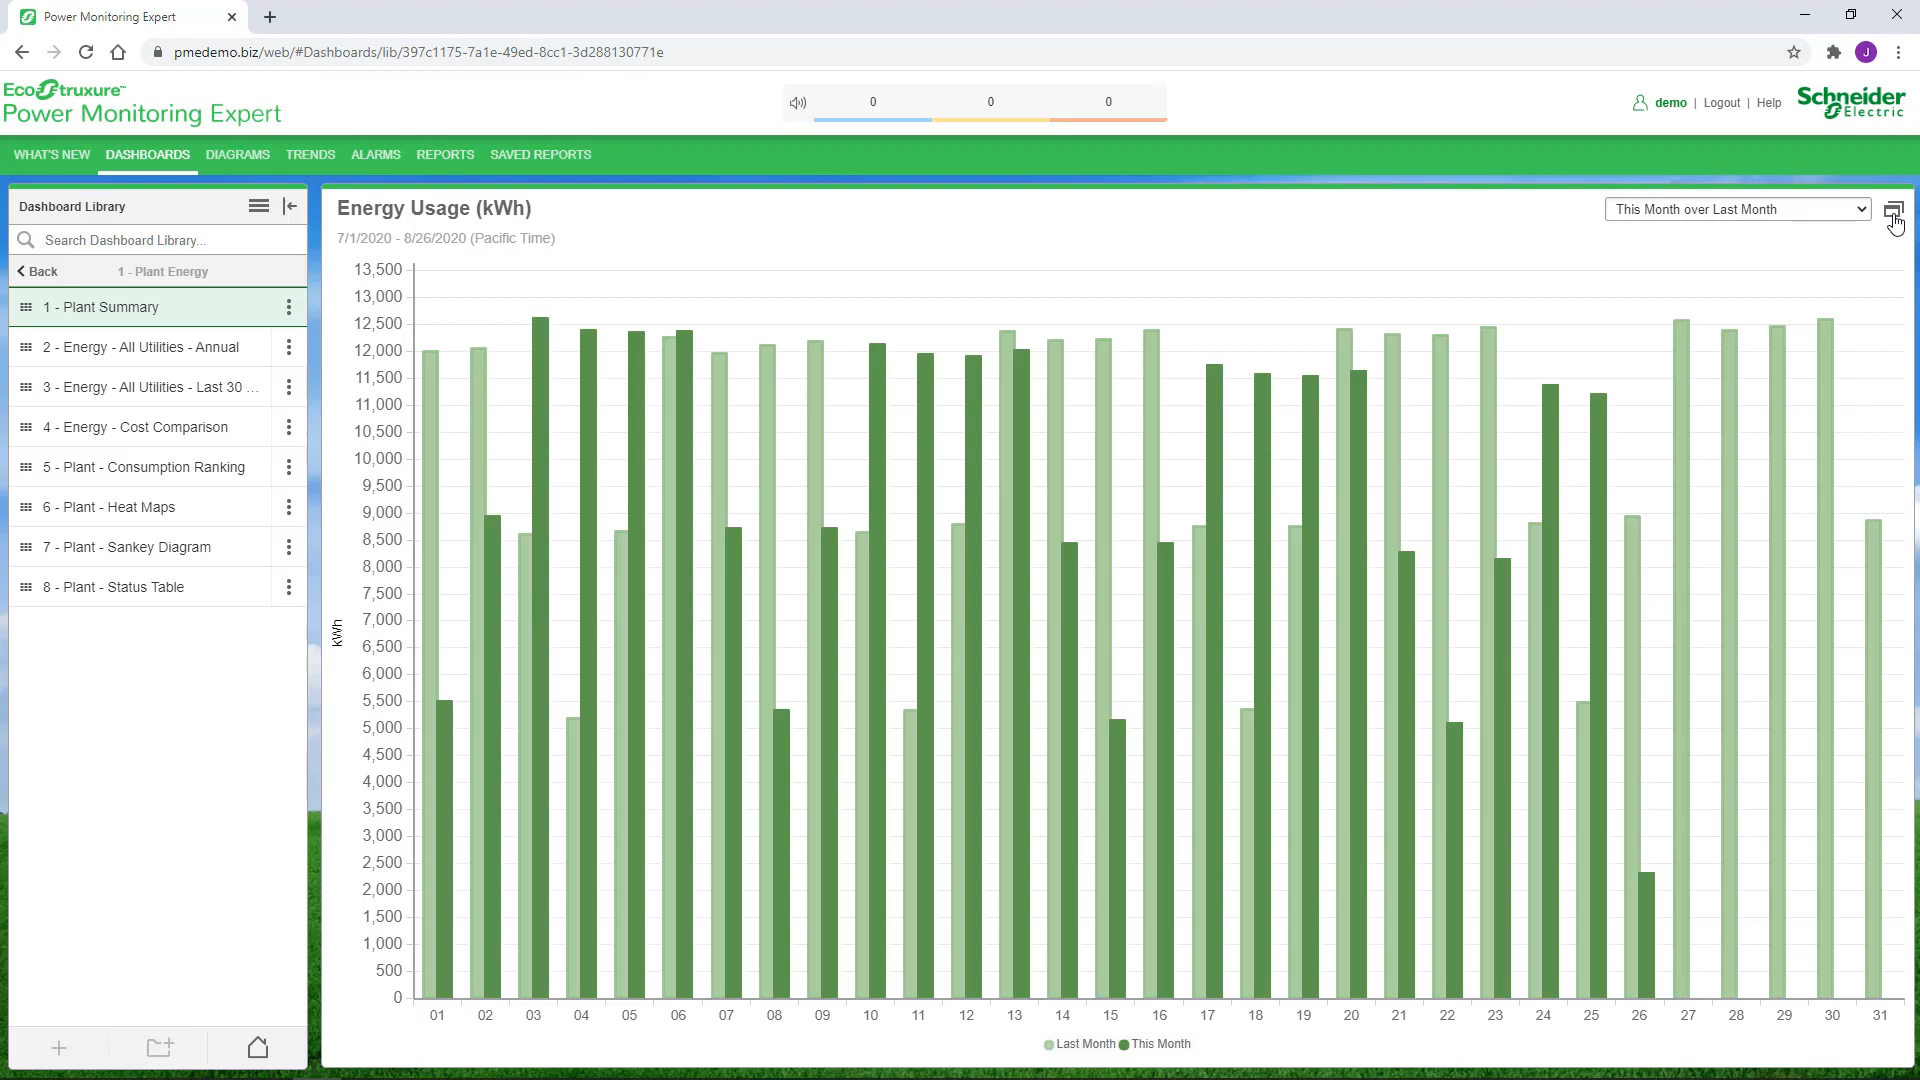 Power Monitoring Expert
pmedemo.biz/web/#Dashboards/lib/397c1175-7a1e-49ed-8cc1-3d288130771e
J
EcoStruxure™
Power Monitoring Expert
0 0 0
demo | Logout | Help
Schneider
Electric
WHAT'S NEW DASHBOARDS DIAGRAMS TRENDS ALARMS REPORTS SAVED REPORTS
Dashboard Library
Search Dashboard Library...
Back 1 - Plant Energy
1 - Plant Summary
2 - Energy - All Utilities - Annual
3 - Energy - All Utilities - Last 30 ...
4 - Energy - Cost Comparison
5 - Plant - Consumption Ranking
6 - Plant - Heat Maps
7 - Plant - Sankey Diagram
8 - Plant - Status Table
Energy Usage (kWh)
This Month over Last Month
7/1/2020 - 8/26/2020 (Pacific Time)
13,500
13,000
12,500
12,000
11,500
11,000
10,500
10,000
9,500
9,000
8,500
8,000
7,500
7,000
6,500
6,000
5,500
5,000
4,500
4,000
3,500
3,000
2,500
2,000
1,500
1,000
500
0
kWh
01 02 03 04 05 06 07 08 09 10 11 12 13 14 15 16 17 18 19 20 21 22 23 24 25 26 27 28 29 30 31
Last Month This Month